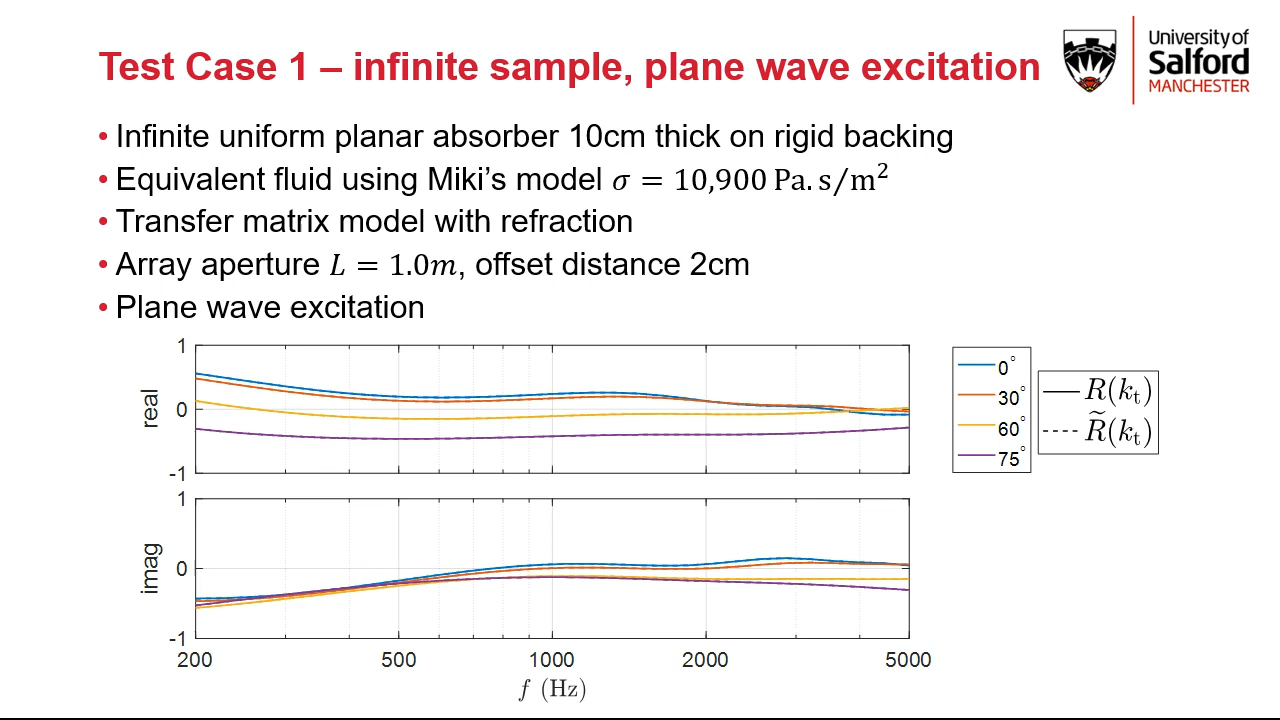 Test Case 1 – infinite sample, plane wave excitation
University of
Salford
MANCHESTER
• Infinite uniform planar absorber 10cm thick on rigid backing
• Equivalent fluid using Miki’s model σ = 10,900 Pa.s/m²
• Transfer matrix model with refraction
• Array aperture L = 1.0m, offset distance 2cm
• Plane wave excitation
1
0
-1
real
0°
30°
60°
75°
R(kₜ)
R̃(kₜ)
1
0
-1
imag
200 500 1000 2000 5000
f (Hz)